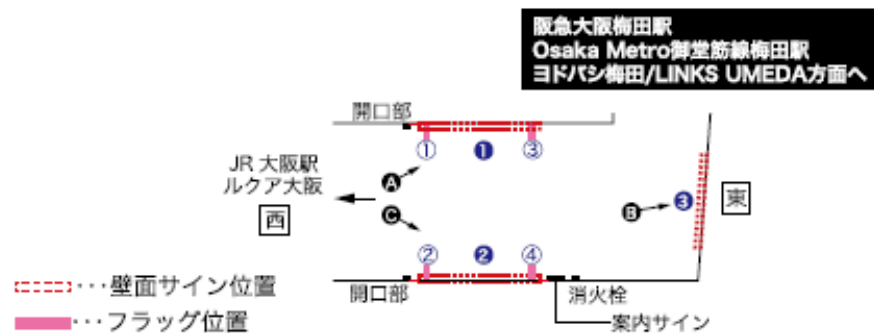 阪急大阪梅田駅
Osaka Metro御堂筋線梅田駅
ヨドバシ梅田/LINKS UMEDA方面へ
開口部
① ❶ ③
JR 大阪駅
ルクア大阪
A
B ❸ 東
西
C
② ❷ ④
・・・壁面サイン位置
開口部
消火栓
・・・フラッグ位置
案内サイン